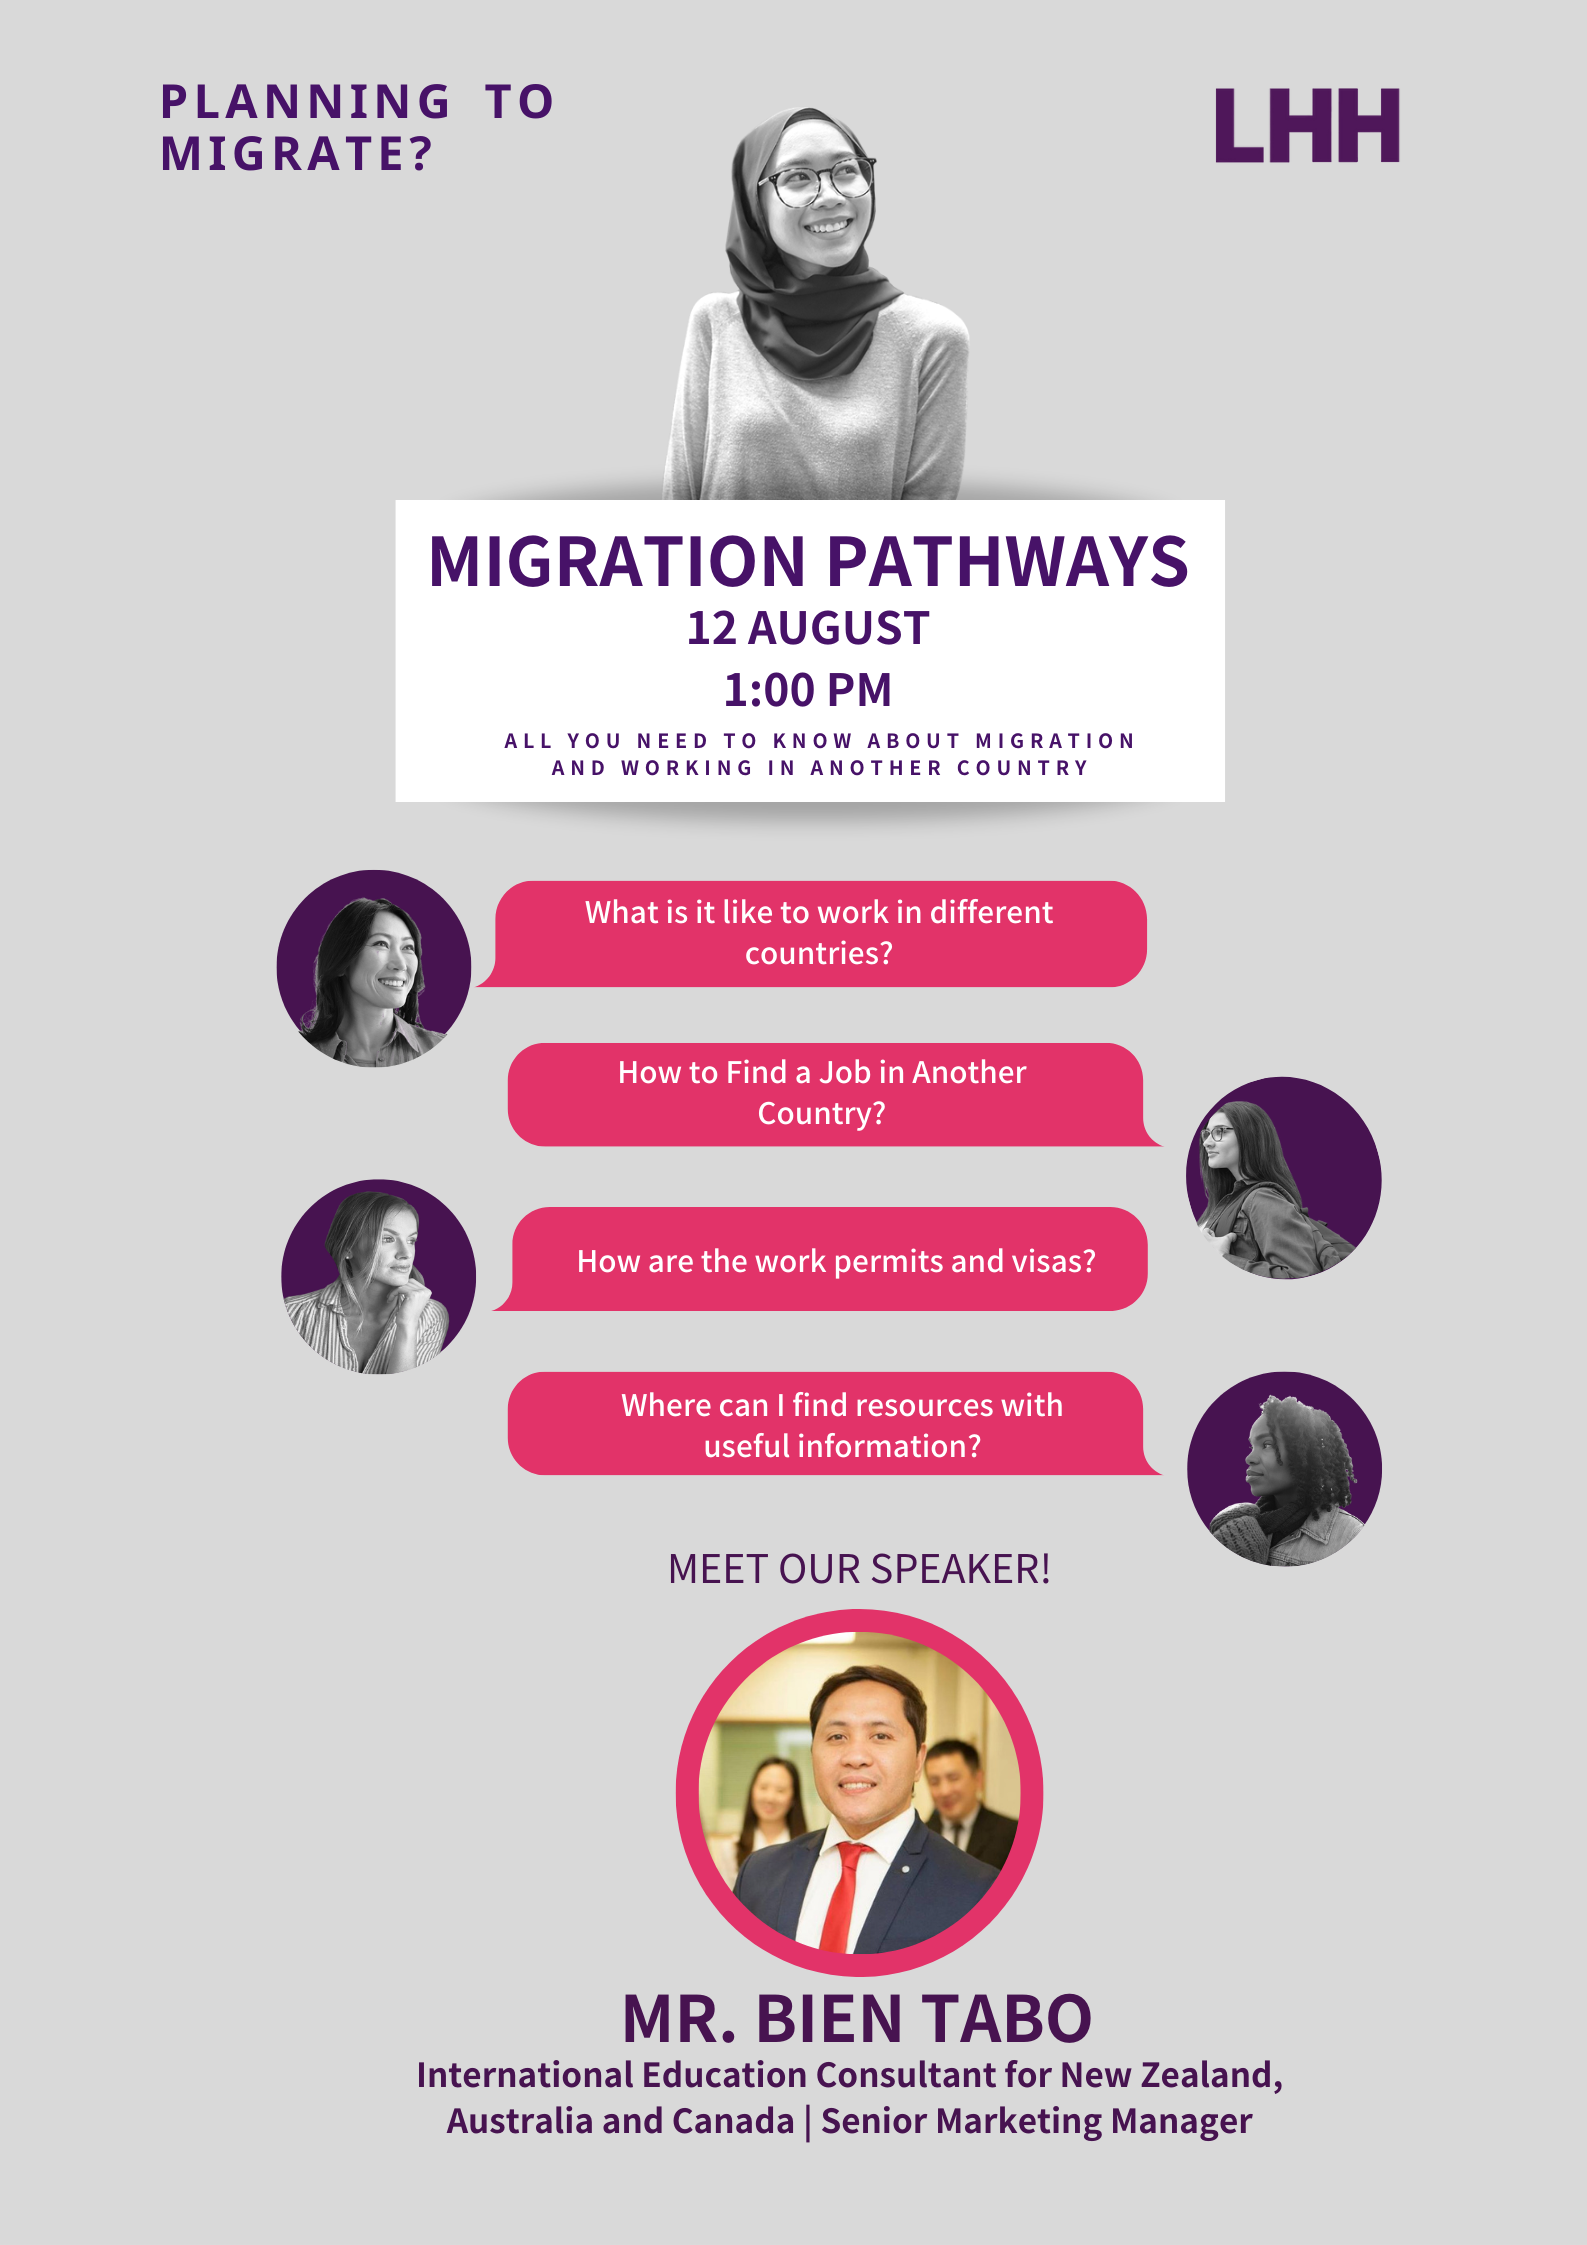 PLANNING TO
MIGRATE?
LHH
MIGRATION PATHWAYS
12 AUGUST
1:00 PM
ALL YOU NEED TO KNOW ABOUT MIGRATION
AND WORKING IN ANOTHER COUNTRY
What is it like to work in different
countries?
How to Find a Job in Another
Country?
How are the work permits and visas?
Where can I find resources with
useful information?
MEET OUR SPEAKER!
MR. BIEN TABO
International Education Consultant for New Zealand,
Australia and Canada | Senior Marketing Manager